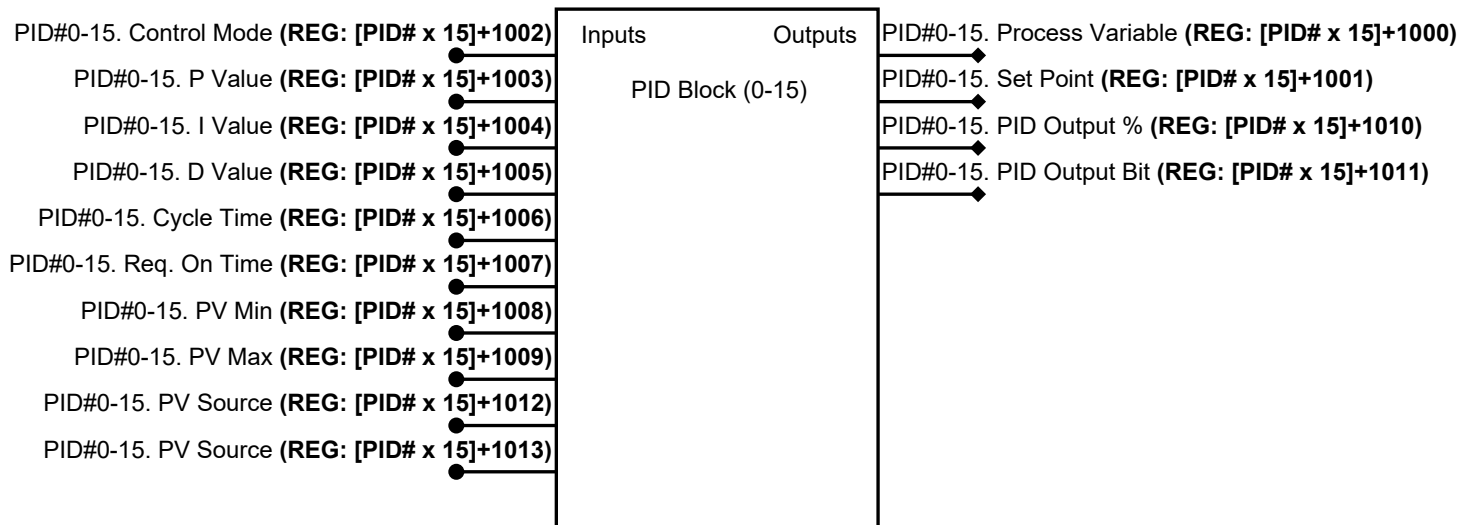 PID#0-15. Control Mode (REG: [PID# x 15]+1002)
PID#0-15. P Value (REG: [PID# x 15]+1003)
PID#0-15. I Value (REG: [PID# x 15]+1004)
PID#0-15. D Value (REG: [PID# x 15]+1005)
PID#0-15. Cycle Time (REG: [PID# x 15]+1006)
PID#0-15. Req. On Time (REG: [PID# x 15]+1007)
PID#0-15. PV Min (REG: [PID# x 15]+1008)
PID#0-15. PV Max (REG: [PID# x 15]+1009)
PID#0-15. PV Source (REG: [PID# x 15]+1012)
PID#0-15. PV Source (REG: [PID# x 15]+1013)
Inputs Outputs
PID Block (0-15)
PID#0-15. Process Variable (REG: [PID# x 15]+1000)
PID#0-15. Set Point (REG: [PID# x 15]+1001)
PID#0-15. PID Output % (REG: [PID# x 15]+1010)
PID#0-15. PID Output Bit (REG: [PID# x 15]+1011)